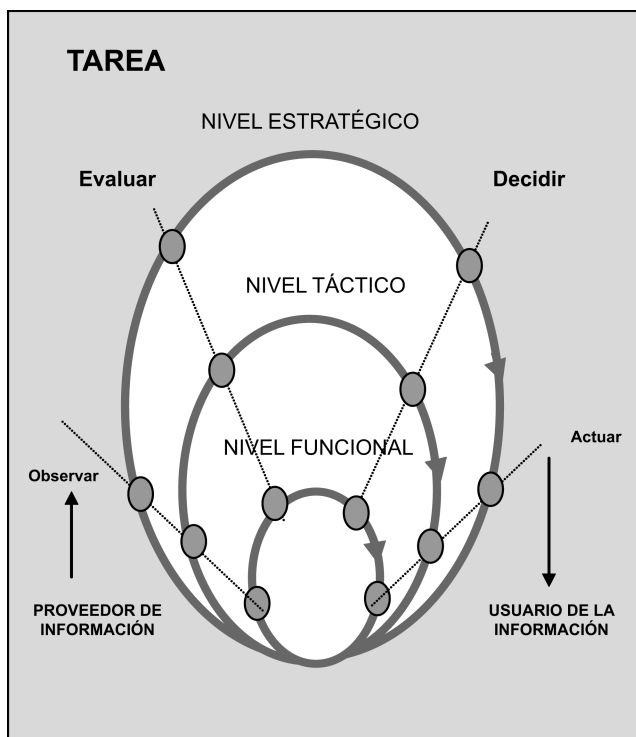 TAREA
NIVEL ESTRATÉGICO
Evaluar
Decidir
NIVEL TÁCTICO
NIVEL FUNCIONAL
Observar
Actuar
PROVEEDOR DE
INFORMACIÓN
USUARIO DE LA
INFORMACIÓN